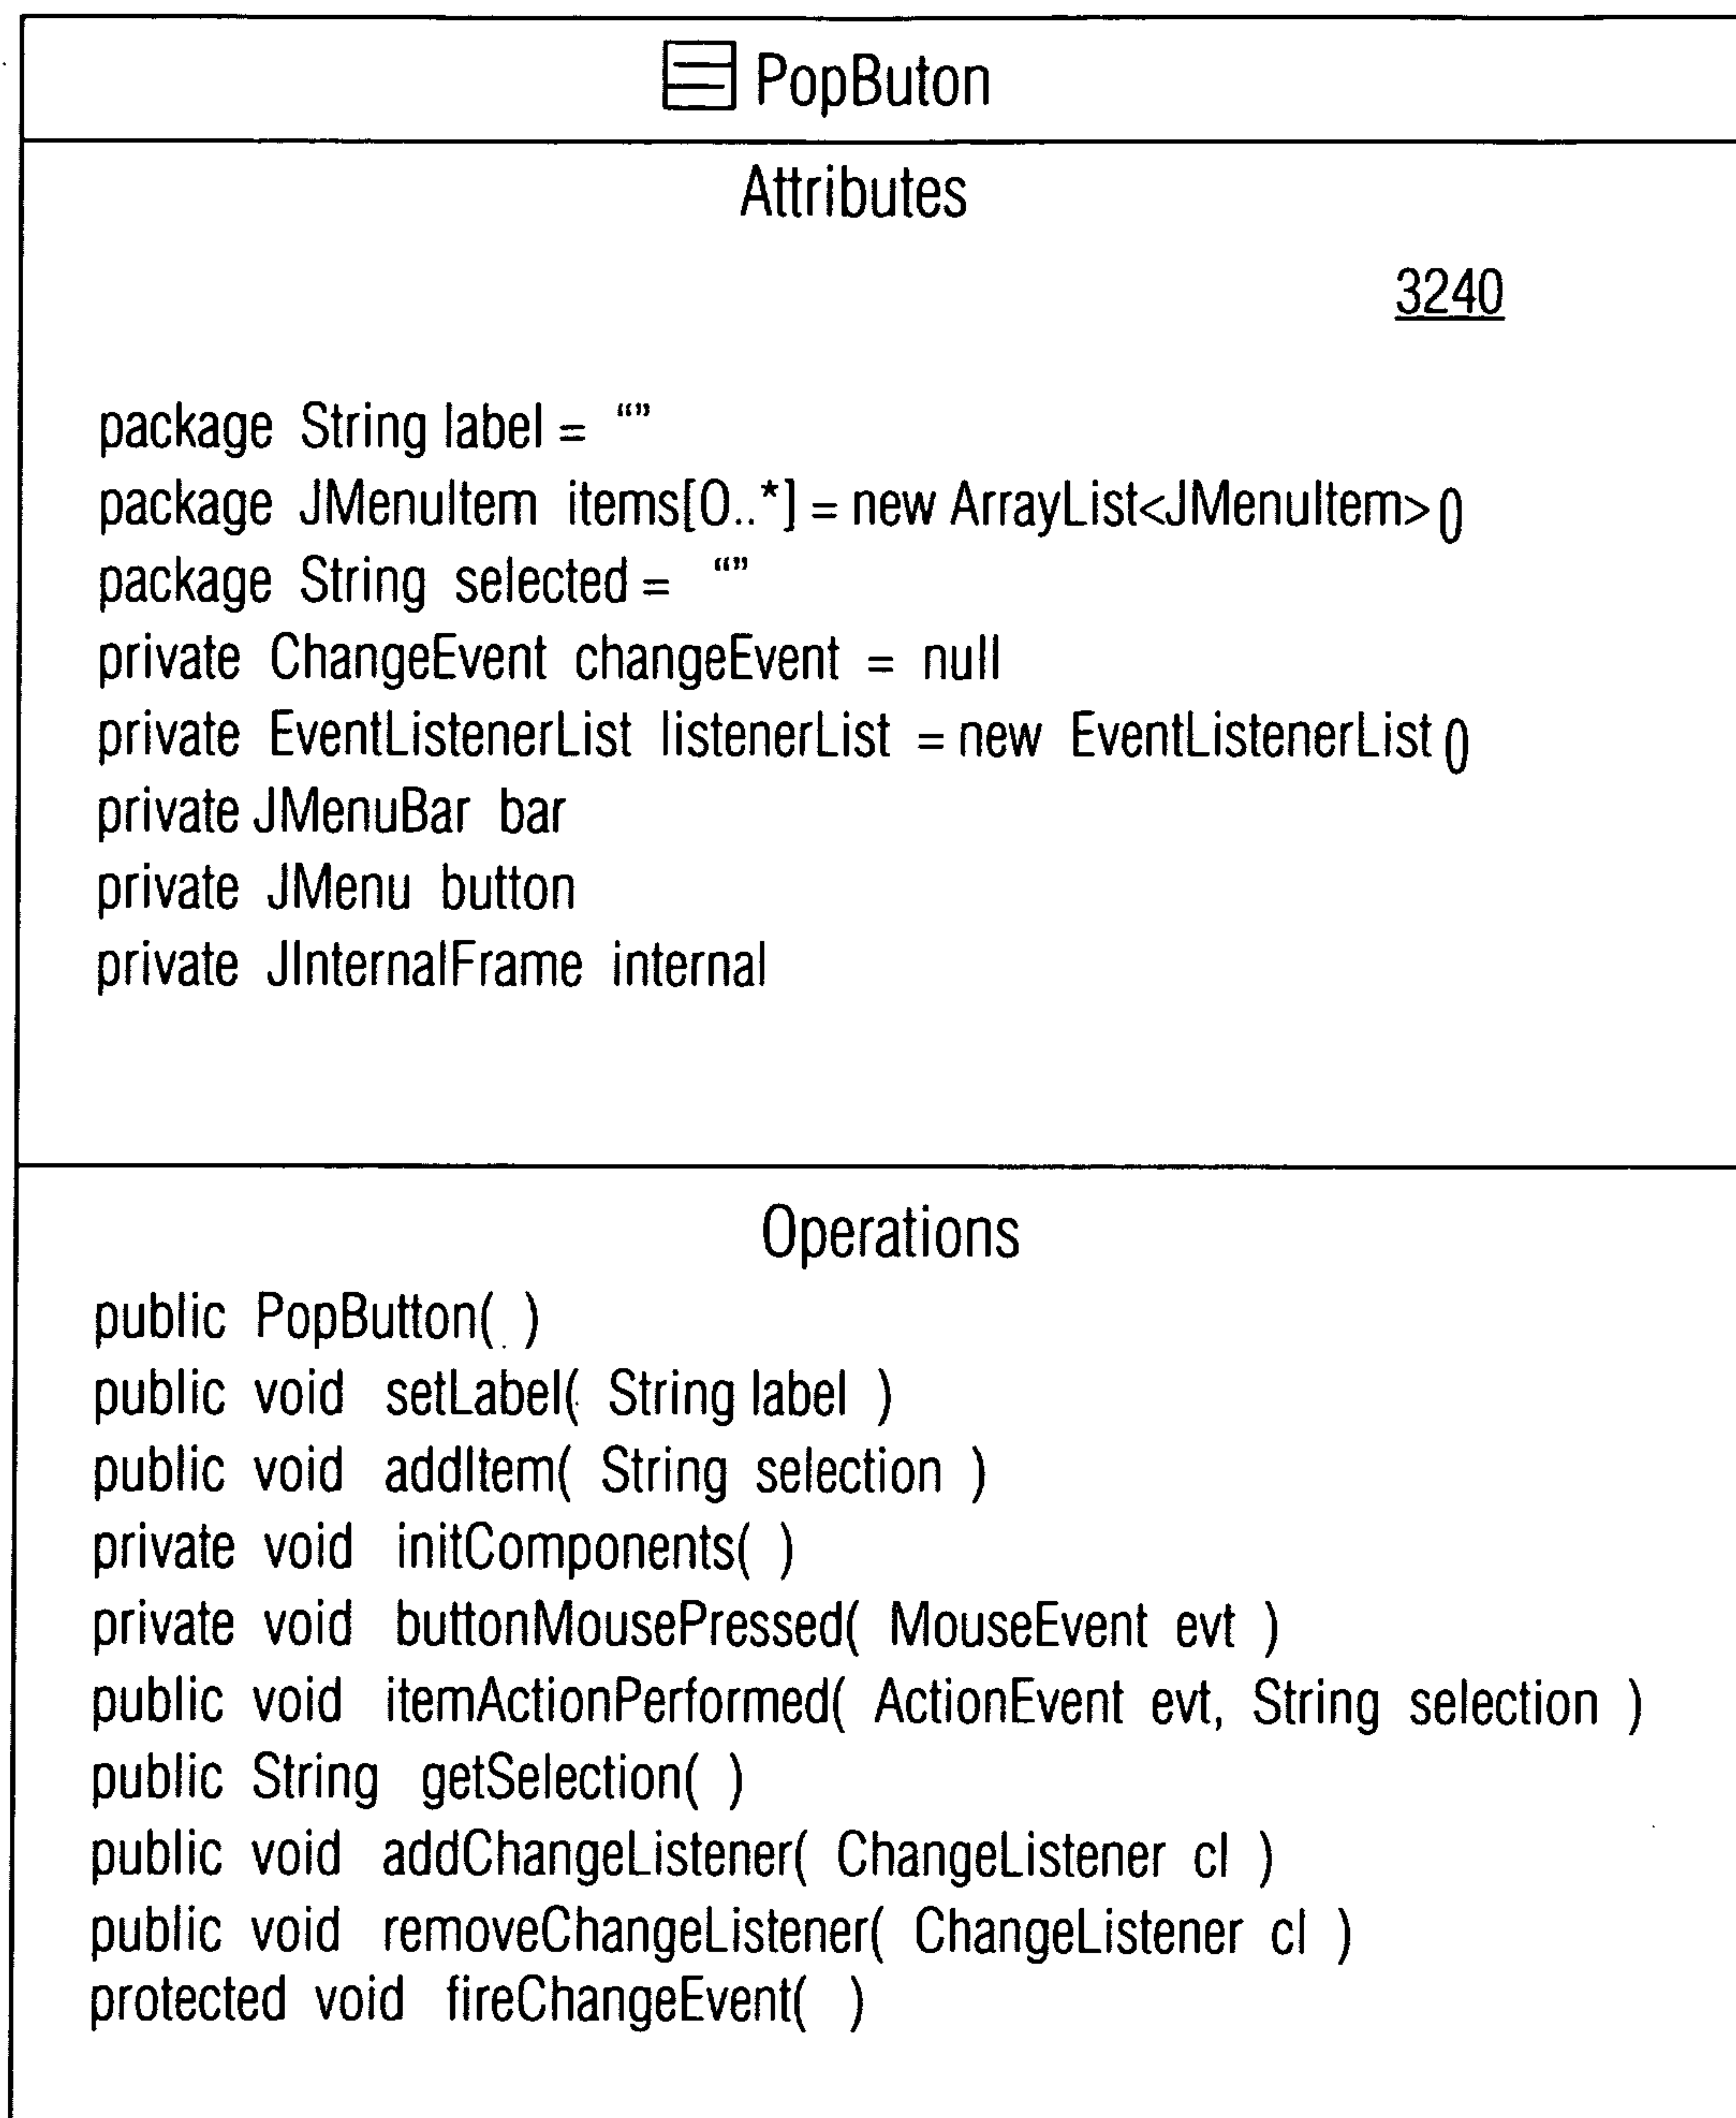 PopButon
Attributes
3240
package String label = “”
package JMenuItem items[0..*] = new ArrayList<JMenuItem>()
package String selected = “”
private ChangeEvent changeEvent = null
private EventListenerList listenerList = new EventListenerList()
private JMenuBar bar
private JMenu button
private JInternalFrame internal
Operations
public PopButton( )
public void setLabel( String label )
public void addItem( String selection )
private void initComponents( )
private void buttonMousePressed( MouseEvent evt )
public void itemActionPerformed( ActionEvent evt, String selection )
public String getSelection( )
public void addChangeListener( ChangeListener cl )
public void removeChangeListener( ChangeListener cl )
protected void fireChangeEvent( )